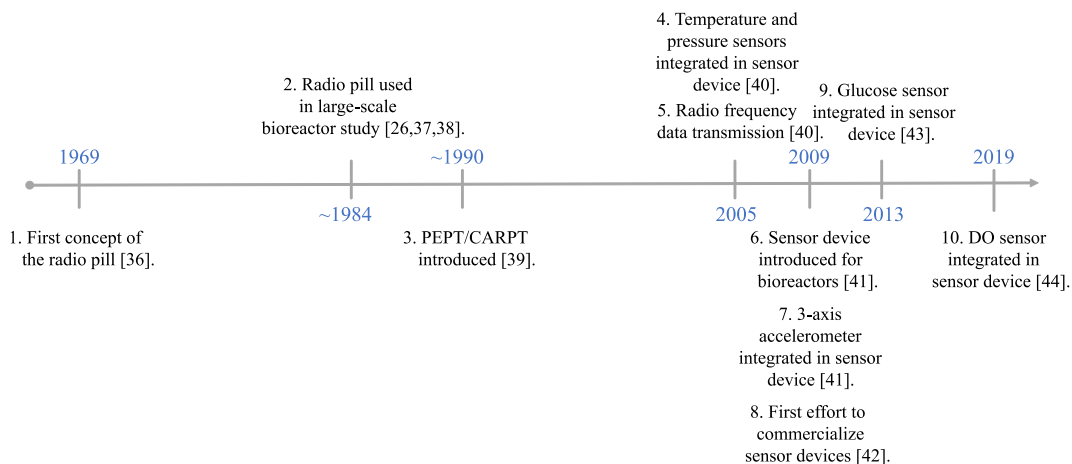 1969
1. First concept of
the radio pill [36].
2. Radio pill used
in large-scale
bioreactor study [26,37,38].
~1984
~1990
3. PEPT/CARPT
introduced [39].
4. Temperature and
pressure sensors
integrated in sensor
device [40].
5. Radio frequency
data transmission [40].
2005
2009
6. Sensor device
introduced for
bioreactors [41].
7. 3-axis
accelerometer
integrated in sensor
device [41].
8. First effort to
commercialize
sensor devices [42].
9. Glucose sensor
integrated in sensor
device [43].
2013
2019
10. DO sensor
integrated in
sensor device [44].